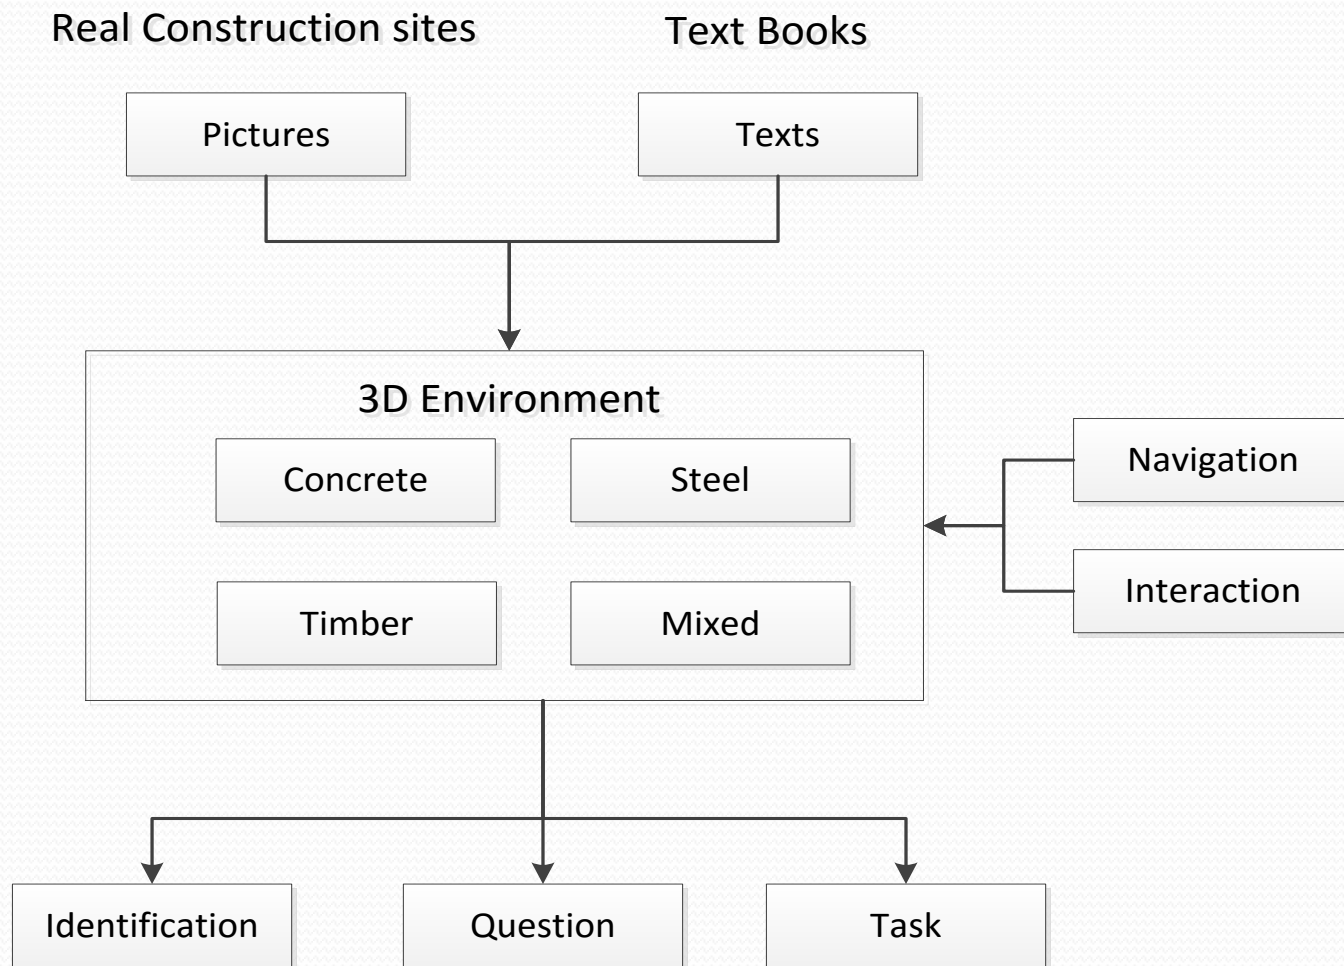 Real Construction sites
Text Books
Pictures
Texts
3D Environment
Concrete
Steel
Navigation
Timber
Mixed
Interaction
Identification
Question
Task